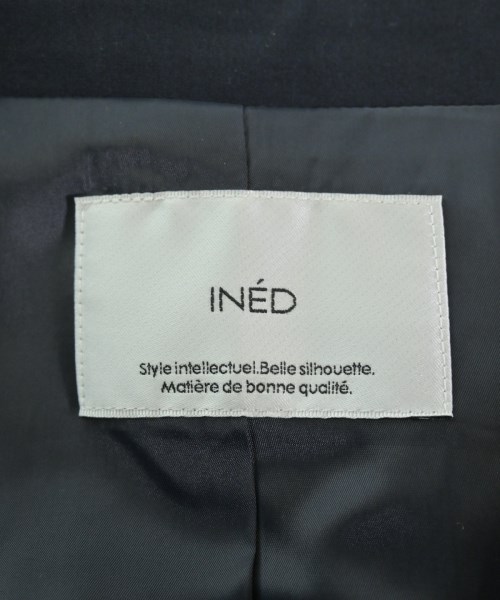 INÉD
Style intellectuel.Belle silhouette.
Matière de bonne qualité.